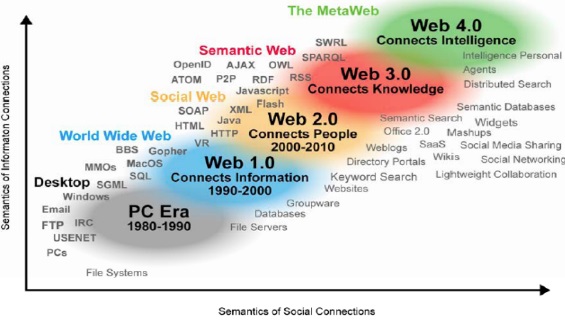 The MetaWeb
Web 4.0
Connects Intelligence
SWRL
Semantic Web
SPARQL
Intelligence Personal
Agents
OpenID AJAX OWL
Web 3.0
Connects Knowledge
Distributed Search
ATOM P2P RDF RSS
Javascript
Social Web
Flash
Semantic Databases
SOAP XML
Web 2.0
Connects People
2000-2010
Semantic Search
Widgets
HTML Java
Office 2.0 Mashups
HTTP
World Wide Web
VR
Weblogs SaaS Social Media Sharing
BBS Gopher
Web 1.0
Connects Information
1990-2000
Directory Portals Wikis Social Networking
MMOs MacOS
SQL
Keyword Search Lightweight Collaboration
Desktop SGML
Websites
Windows
Groupware
Email
PC Era
1980-1990
Databases
FTP IRC
File Servers
USENET
PCs
File Systems
Semantics of Information Connections
Semantics of Social Connections